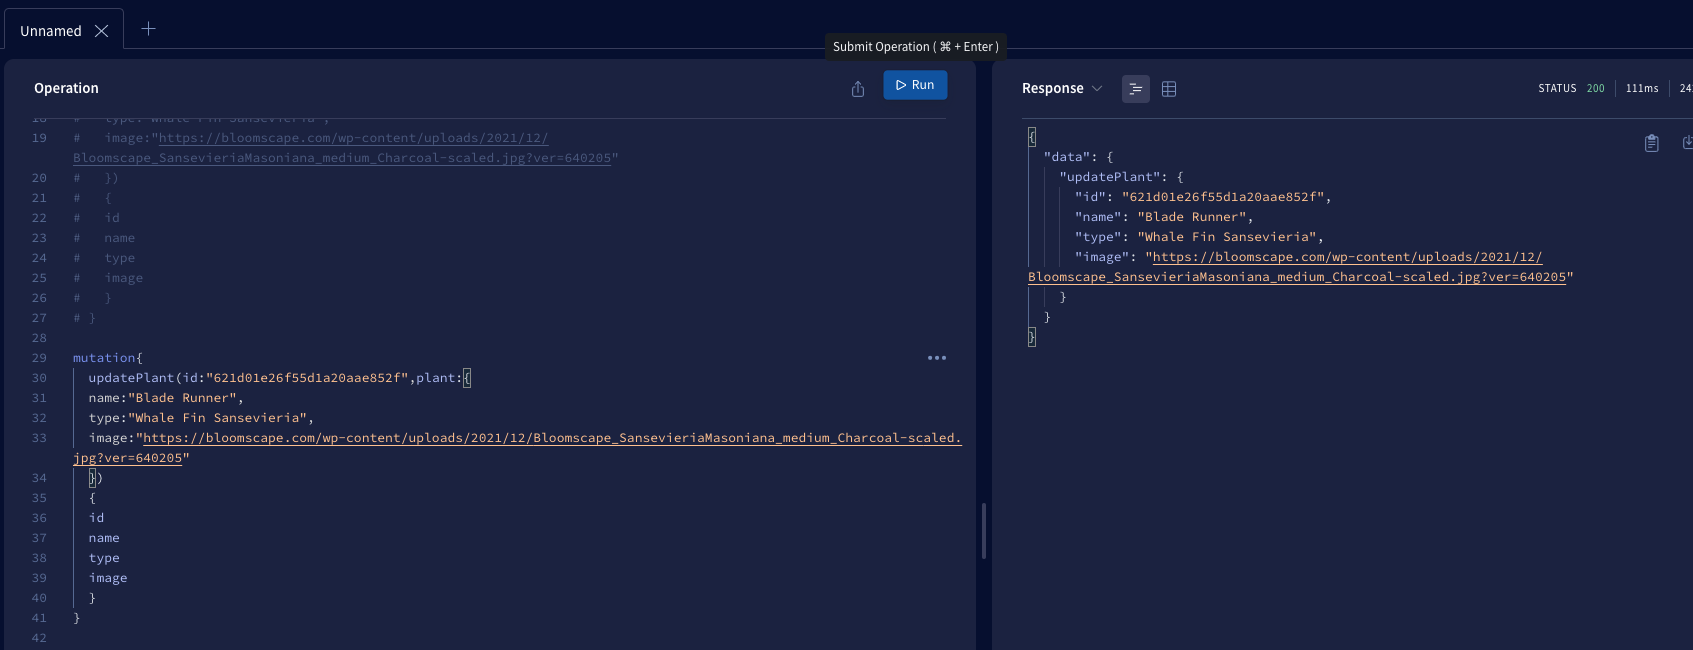 Unnamed
Submit Operation ( ⌘ + Enter )
Operation
Run
18 #   type:"Whale Fin Sansevieria",
19 #   image:"https://bloomscape.com/wp-content/uploads/2021/12/
Bloomscape_SansevieriaMasoniana_medium_Charcoal-scaled.jpg?ver=640205"
20 #   })
21 #   {
22 #   id
23 #   name
24 #   type
25 #   image
26 #   }
27 # }
28
29 mutation{
30   updatePlant(id:"621d01e26f55d1a20aae852f",plant:{
31   name:"Blade Runner",
32   type:"Whale Fin Sansevieria",
33   image:"https://bloomscape.com/wp-content/uploads/2021/12/Bloomscape_SansevieriaMasoniana_medium_Charcoal-scaled.
jpg?ver=640205"
34   })
35   {
36   id
37   name
38   type
39   image
40   }
41 }
42
Response
STATUS 200 111ms 24
{
  "data": {
    "updatePlant": {
      "id": "621d01e26f55d1a20aae852f",
      "name": "Blade Runner",
      "type": "Whale Fin Sansevieria",
      "image": "https://bloomscape.com/wp-content/uploads/2021/12/
Bloomscape_SansevieriaMasoniana_medium_Charcoal-scaled.jpg?ver=640205"
    }
  }
}